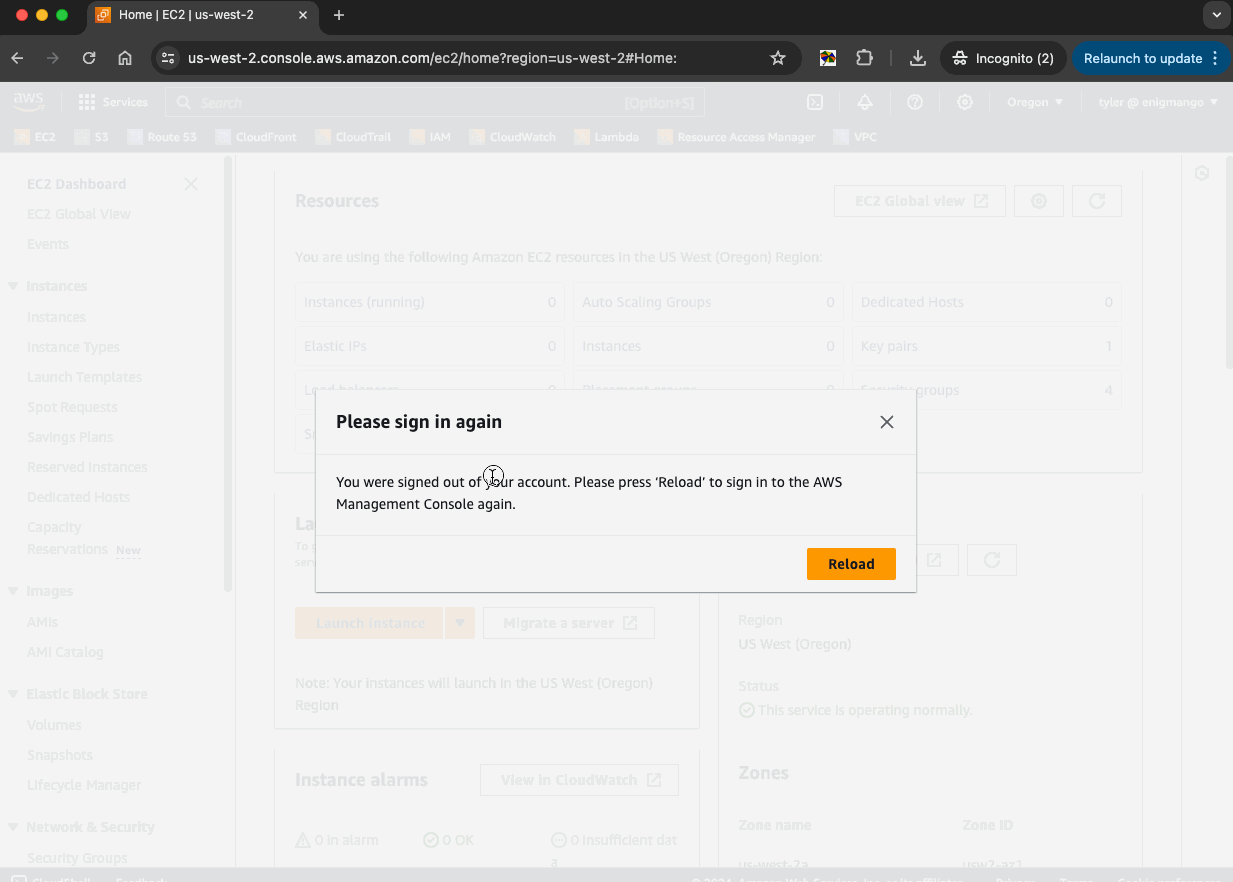 Home | EC2 | us-west-2
us-west-2.console.aws.amazon.com/ec2/home?region=us-west-2#Home:
Incognito (2)
Relaunch to update
aws
Services
Search
[Option+S]
Oregon
tyler @ enigmango
EC2
S3
Route 53
CloudFront
CloudTrail
IAM
CloudWatch
Lambda
Resource Access Manager
VPC
EC2 Dashboard
EC2 Global View
Events
Instances
Instances
Instance Types
Launch Templates
Spot Requests
Savings Plans
Reserved Instances
Dedicated Hosts
Capacity
Reservations New
Images
AMIs
AMI Catalog
Elastic Block Store
Volumes
Snapshots
Lifecycle Manager
Network & Security
Security Groups
Resources
EC2 Global view
You are using the following Amazon EC2 resources in the US West (Oregon) Region:
Instances (running) 0
Auto Scaling Groups 0
Dedicated Hosts 0
Elastic IPs 0
Instances 0
Key pairs 1
Load balancers 0
Placement groups 0
Security groups 4
Please sign in again
You were signed out of your account. Please press ‘Reload’ to sign in to the AWS
Management Console again.
Reload
Launch instance
Migrate a server
Note: Your instances will launch in the US West (Oregon)
Region
Instance alarms
View in CloudWatch
0 in alarm
0 OK
0 insufficient dat
a
Region
US West (Oregon)
Status
This service is operating normally.
Zones
Zone name
Zone ID
us-west-2a
usw2-az1
CloudShell
Feedback